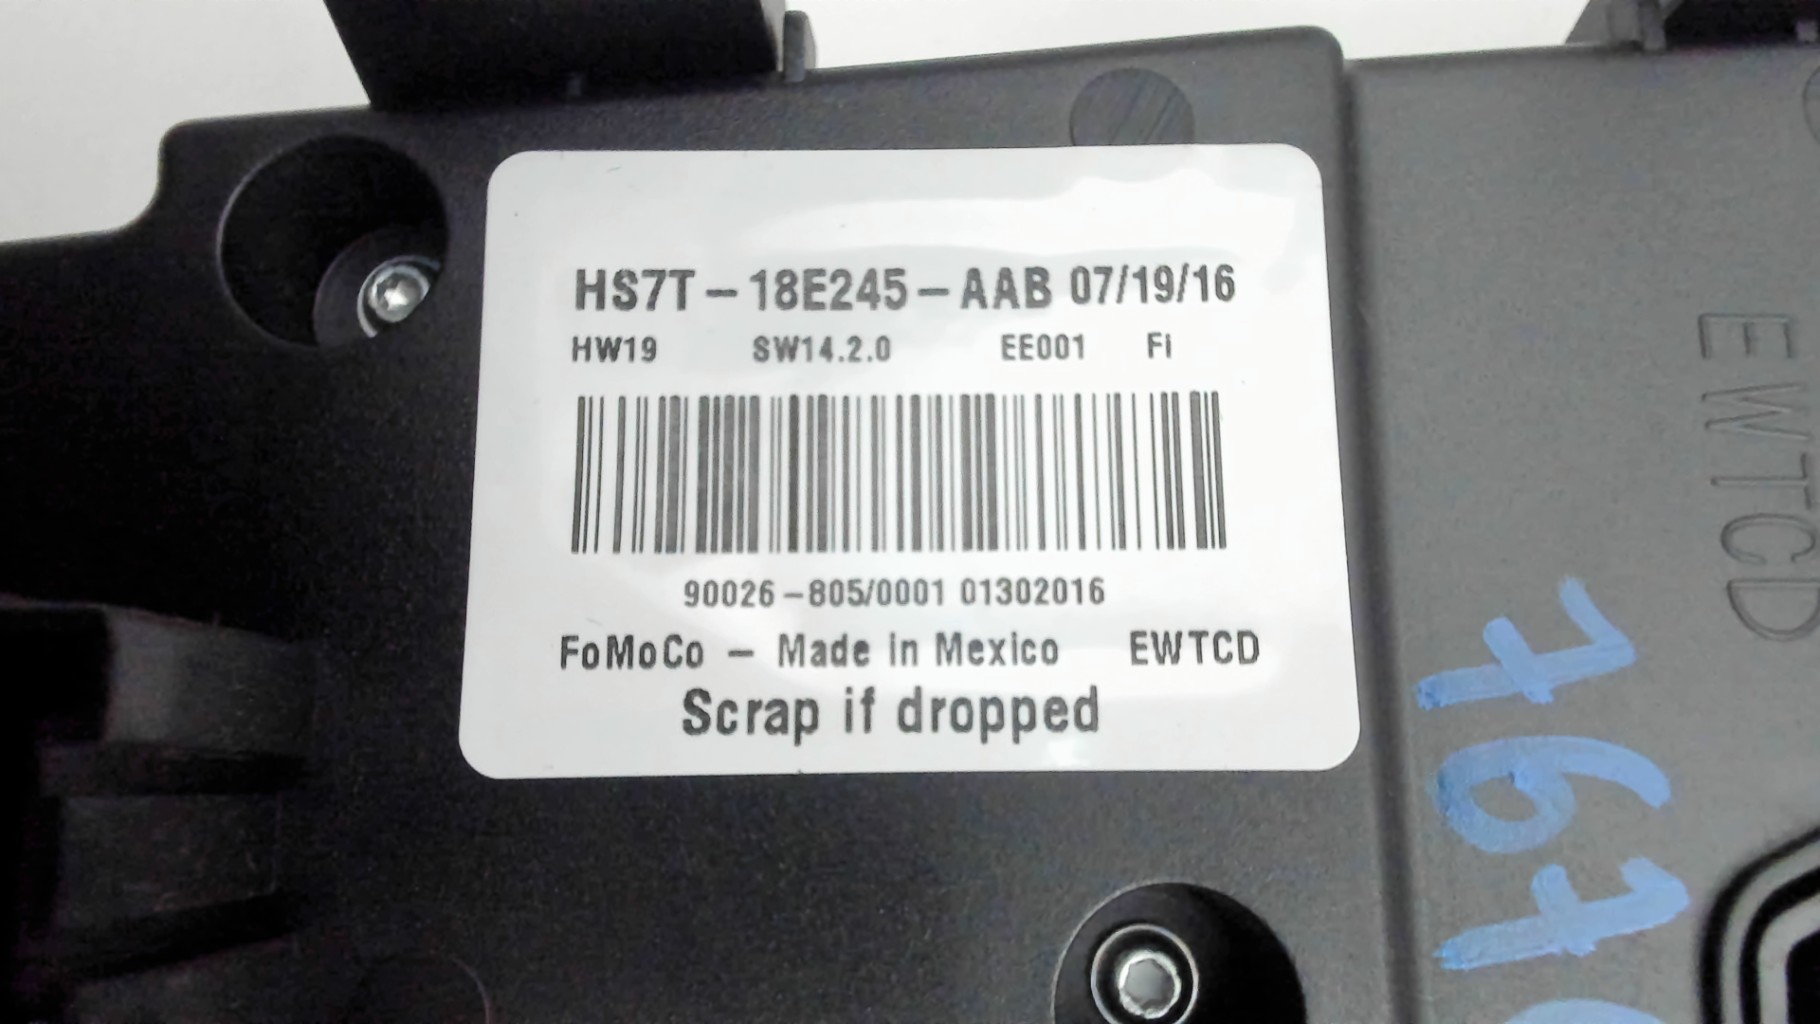 HS7T-18E245-AAB 07/19/16
HW19 SW14.2.0 EE001 Fi
90026-805/0001 01302016
FoMoCo - Made in Mexico EWTCD
Scrap if dropped
EWTCD
767